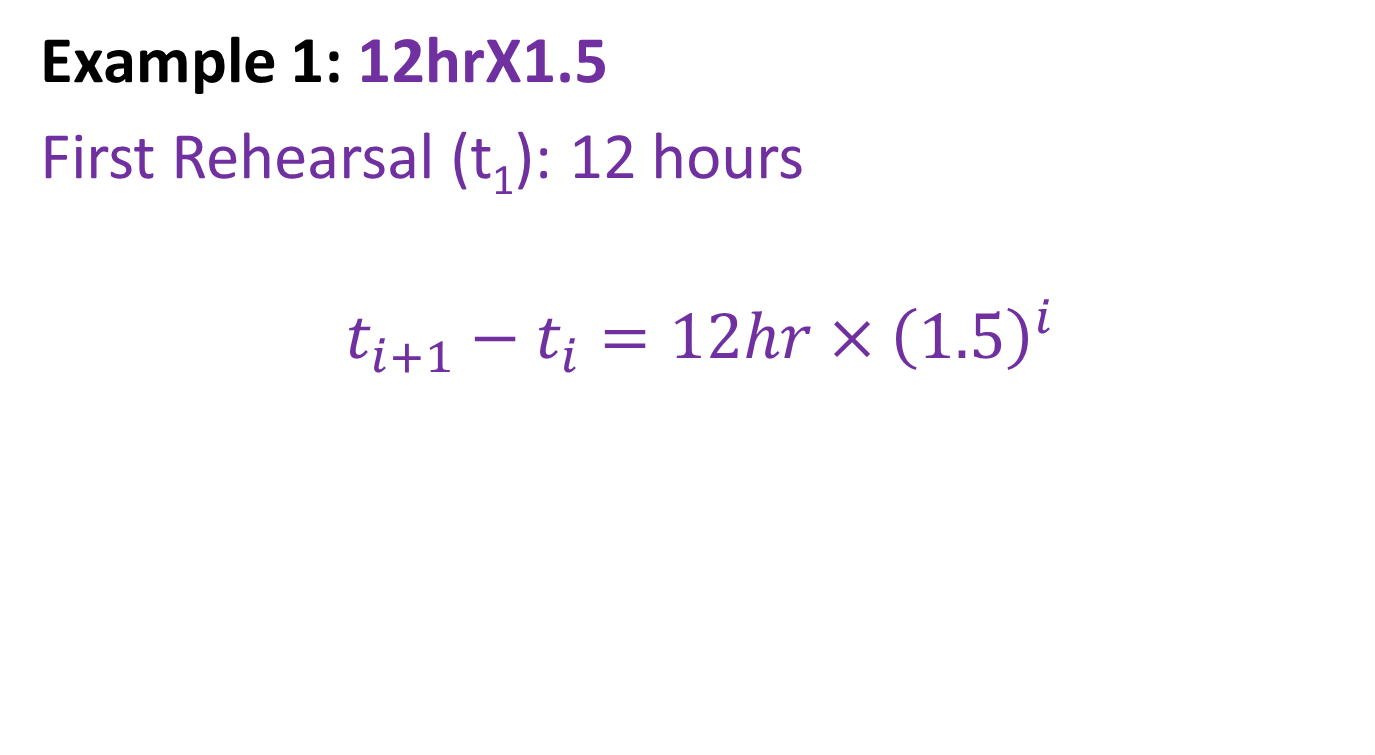 Example 1: 12hrX1.5
First Rehearsal (t₁): 12 hours
𝑡ᵢ₊₁ − 𝑡ᵢ = 12ℎ𝑟 × (1.5)ⁱ